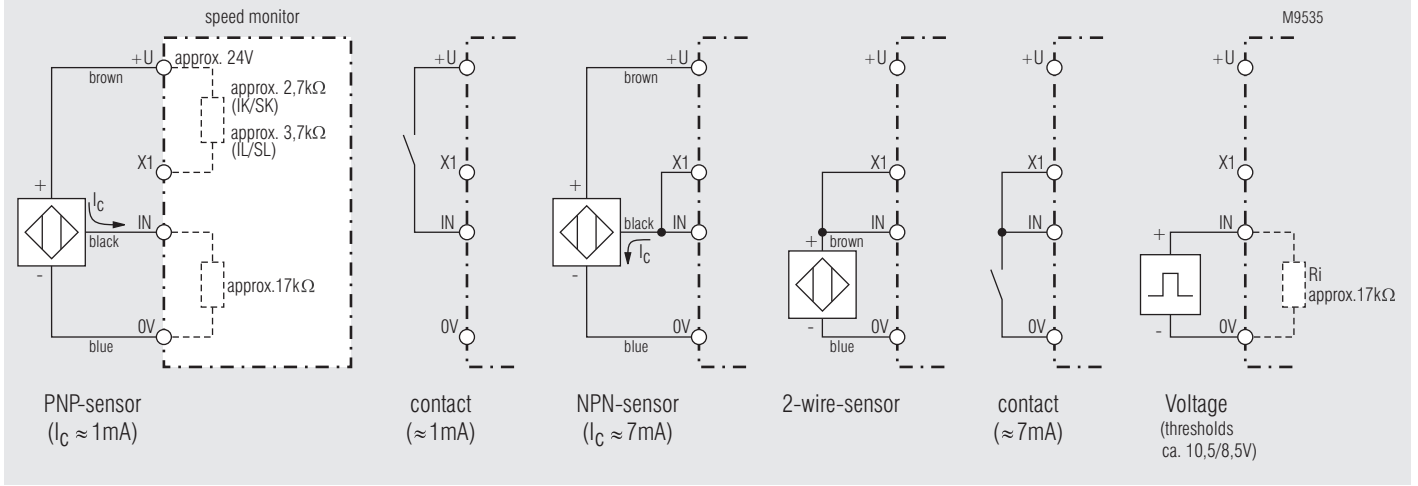 speed monitor
M9535
+U
approx. 24V
brown
approx. 2,7kΩ
(IK/SK)
approx. 3,7kΩ
(IL/SL)
X1
+
IC
IN
black
-
approx.17kΩ
0V
blue
PNP-sensor
(IC ≈ 1mA)
+U
X1
IN
0V
contact
(≈1mA)
+U
brown
X1
+
black
IN
IC
-
0V
blue
NPN-sensor
(IC ≈ 7mA)
+U
X1
IN
+
brown
-
0V
blue
2-wire-sensor
+U
X1
IN
0V
contact
(≈7mA)
+U
X1
IN
+
Ri
approx.17kΩ
-
0V
Voltage
(thresholds
ca. 10,5/8,5V)